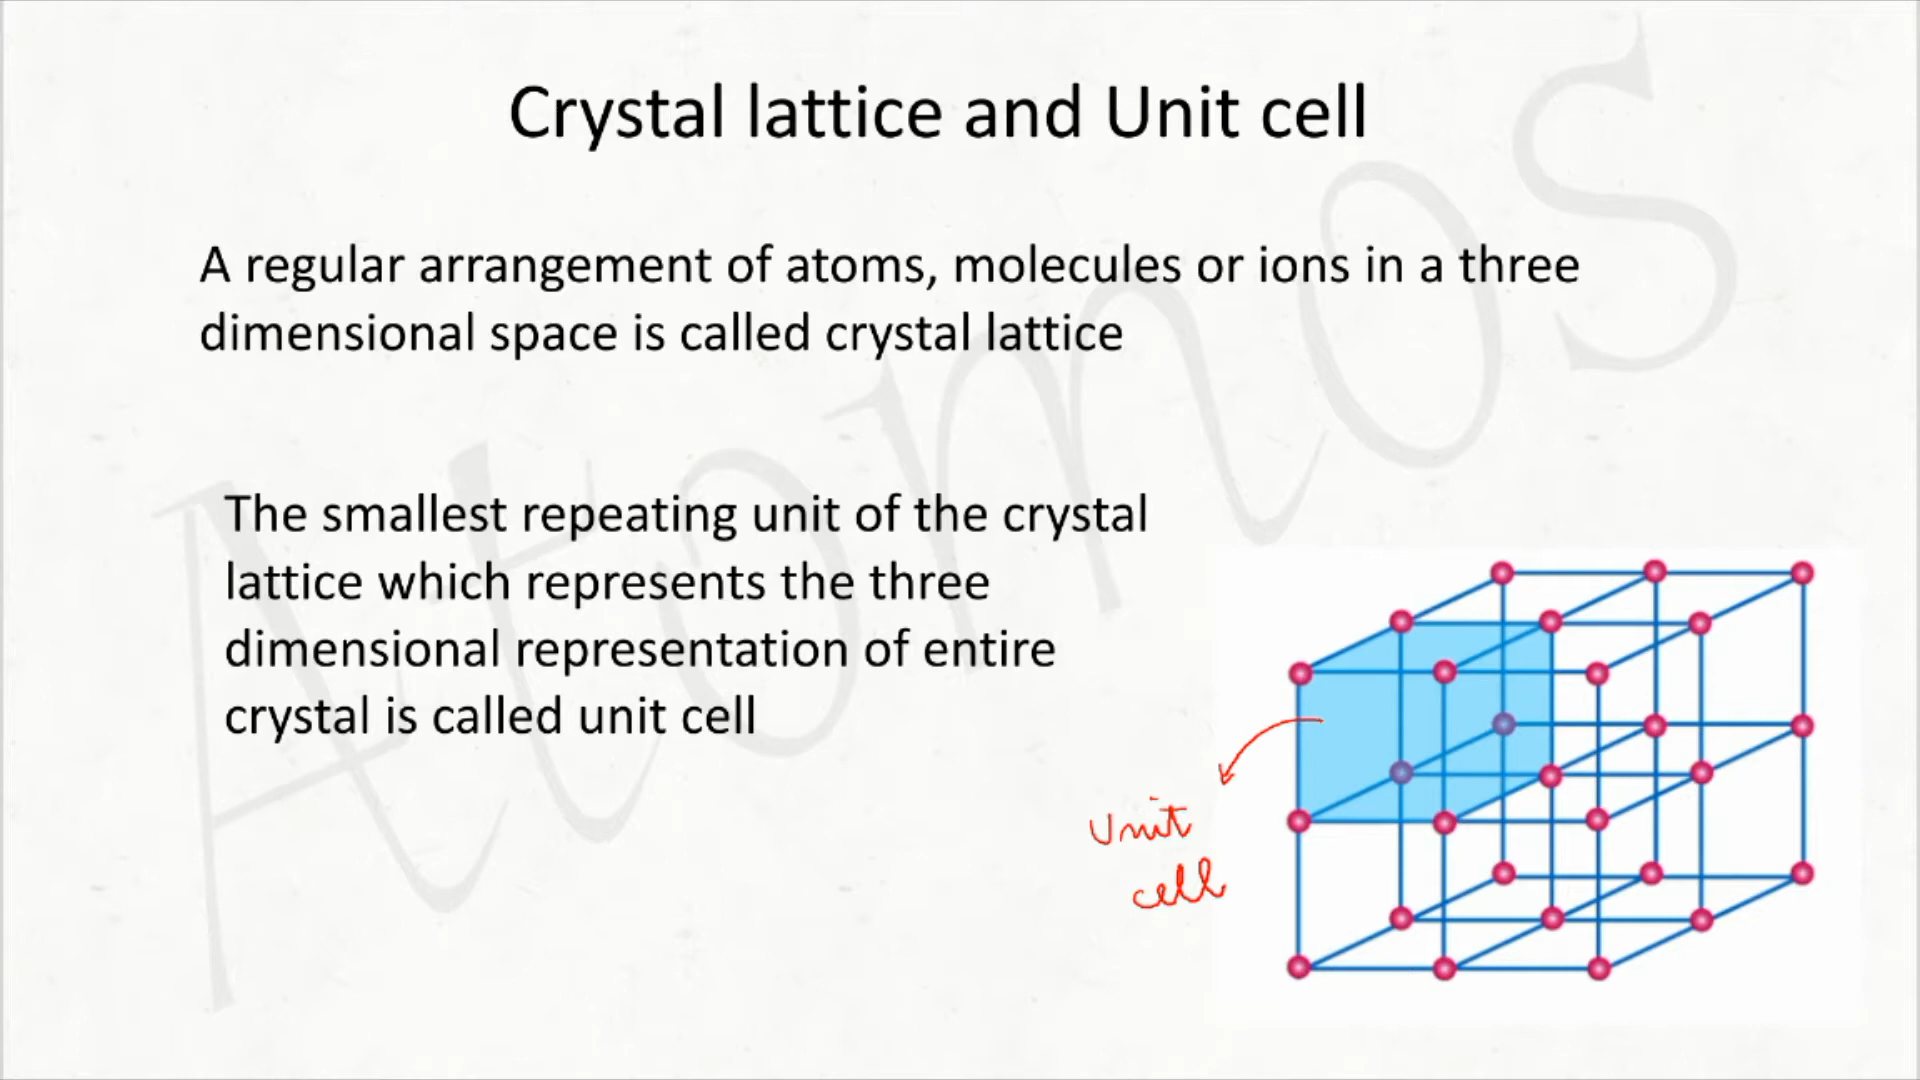 Crystal lattice and Unit cell
A regular arrangement of atoms, molecules or ions in a three
dimensional space is called crystal lattice
The smallest repeating unit of the crystal
lattice which represents the three
dimensional representation of entire
crystal is called unit cell
Unit
cell
Atomos